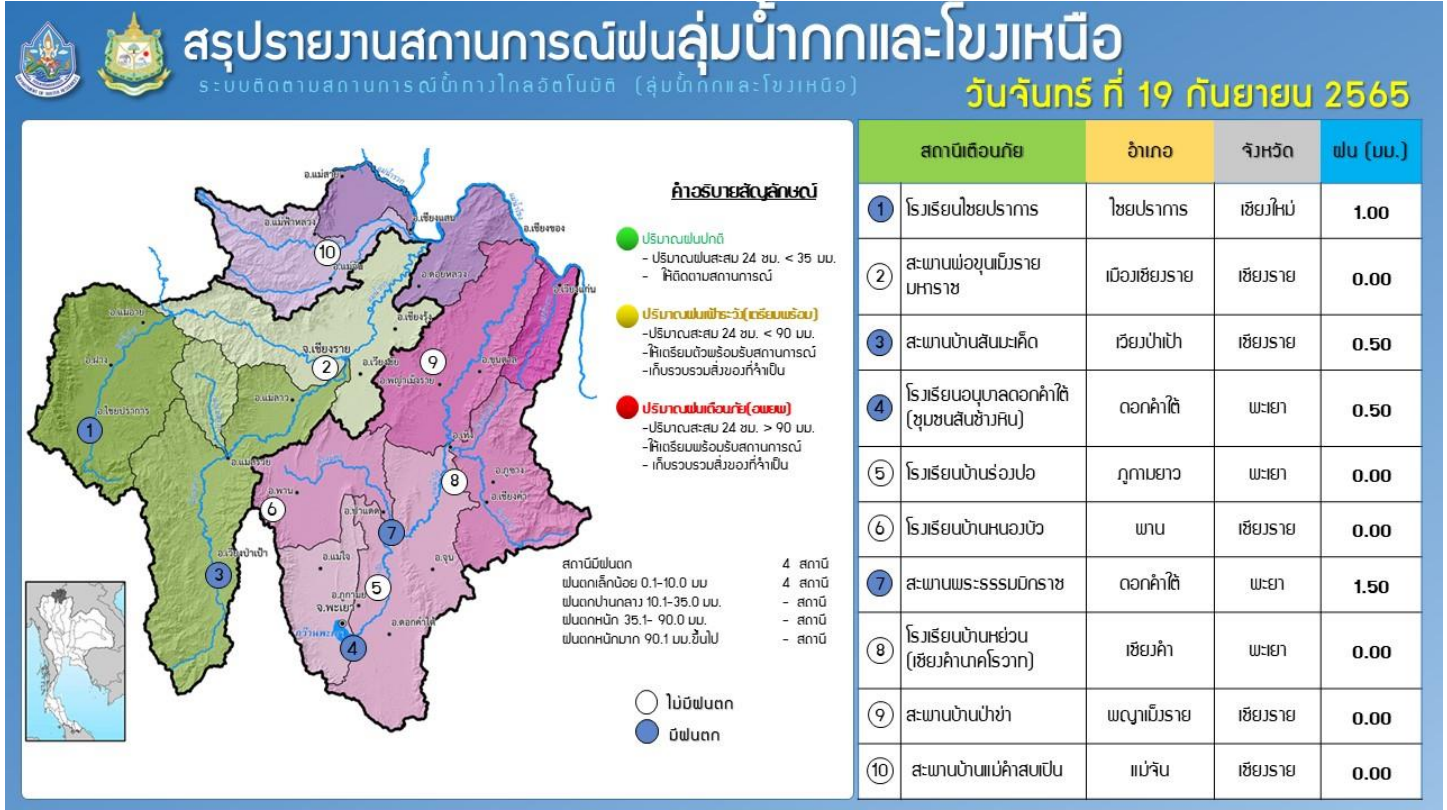 สรุปรายงานสถานการณ์ฝนลุ่มน้ำกกและโขงเหนือ
ระบบติดตามสถานการณ์น้ำทางไกลอัตโนมัติ (ลุ่มน้ำกกและโขงเหนือ)
วันจันทร์ ที่ 19 กันยายน 2565
อ.แม่สาย
อ.แม่ฟ้าหลวง
อ.เชียงแสน
อ.เชียงของ
10
อ.แม่จัน
อ.ดอยหลวง
อ.เวียงแก่น
อ.แม่อาย
อ.เชียงรุ้ง
จ.เชียงราย
อ.ฝาง
2
อ.เวียงชัย
9
อ.ขุนตาล
อ.พญาเม็งราย
อ.แม่ลาว
อ.ไชยปราการ
1
อ.เทิง
อ.แม่สรวย
8
อ.ภูซาง
อ.พาน
อ.เชียงคำ
6
อ.ป่าแดด
7
อ.เวียงป่าเป้า
อ.แม่ใจ
อ.จุน
3
5
จ.พะเยา
อ.ดอกคำใต้
กว๊านพะเยา
4
คำอธิบายสัญลักษณ์
ปริมาณฝนปกติ
- ปริมาณฝนสะสม 24 ชม. < 35 มม.
- ให้ติดตามสถานการณ์
ปริมาณฝนเฝ้าระวัง(เตรียมพร้อม)
-ปริมาณสะสม 24 ชม. < 90 มม.
-ให้เตรียมตัวพร้อมรับสถานการณ์
-เก็บรวบรวมสิ่งของที่จำเป็น
ปริมาณฝนเตือนภัย(อพยพ)
-ปริมาณสะสม 24 ชม. > 90 มม.
-ให้เตรียมพร้อมรับสถานการณ์
- เก็บรวบรวมสิ่งของที่จำเป็น
สถานีมีฝนตก 4 สถานี
ฝนตกเล็กน้อย 0.1-10.0 มม 4 สถานี
ฝนตกปานกลาง 10.1-35.0 มม. - สถานี
ฝนตกหนัก 35.1- 90.0 มม. - สถานี
ฝนตกหนักมาก 90.1 มม.ขึ้นไป - สถานี
ไม่มีฝนตก
มีฝนตก
สถานีเตือนภัย อำเภอ จังหวัด ฝน (มม.)
1 โรงเรียนไชยปราการ ไชยปราการ เชียงใหม่ 1.00
2 สะพานพ่อขุนเม็งราย
มหาราช เมืองเชียงราย เชียงราย 0.00
3 สะพานบ้านสันมะเค็ด เวียงป่าเป้า เชียงราย 0.50
4 โรงเรียนอนุบาลดอกคำใต้
(ชุมชนสันช้างหิน) ดอกคำใต้ พะเยา 0.50
5 โรงเรียนบ้านร่องปอ ภูกามยาว พะเยา 0.00
6 โรงเรียนบ้านหนองบัว พาน เชียงราย 0.00
7 สะพานพระธรรมมิกราช ดอกคำใต้ พะยา 1.50
8 โรงเรียนบ้านหย่วน
(เชียงคำนาคโรวาท) เชียงคำ พะเยา 0.00
9 สะพานบ้านป่าข่า พญาเม็งราย เชียงราย 0.00
10 สะพานบ้านแม่คำสบเปิน แม่จัน เชียงราย 0.00